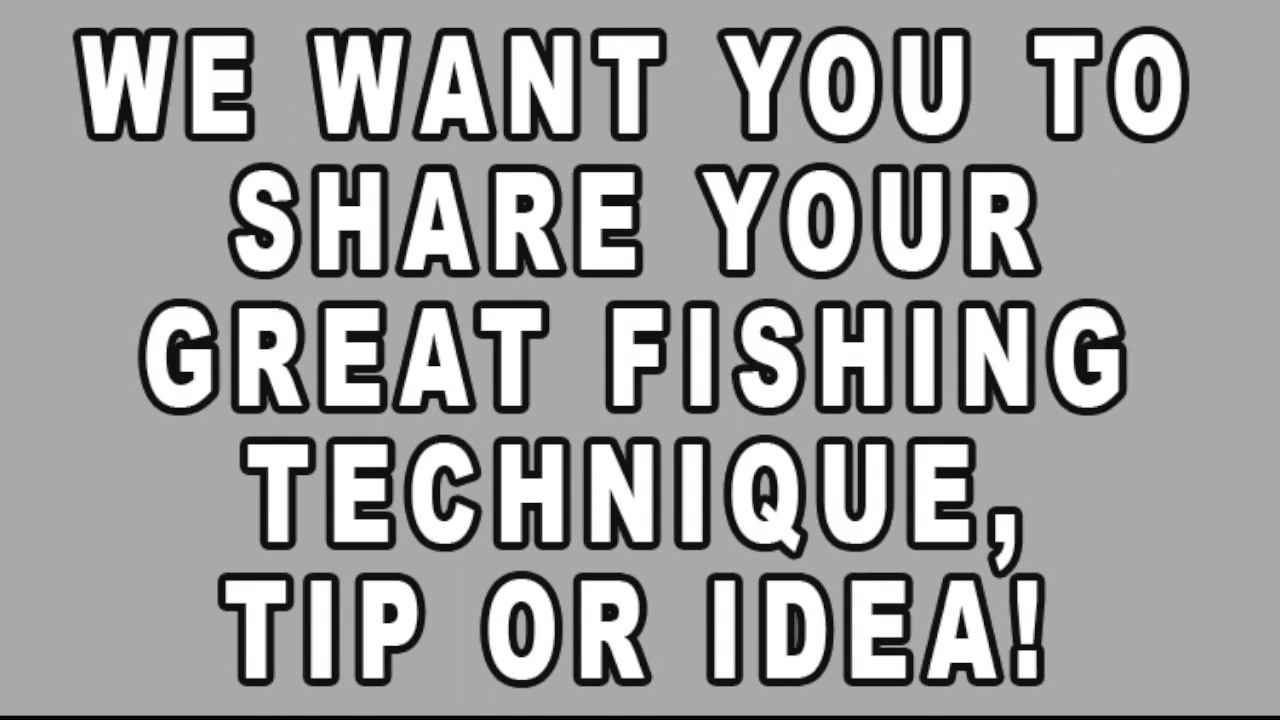 WE WANT YOU TO
SHARE YOUR
GREAT FISHING
TECHNIQUE,
TIP OR IDEA!